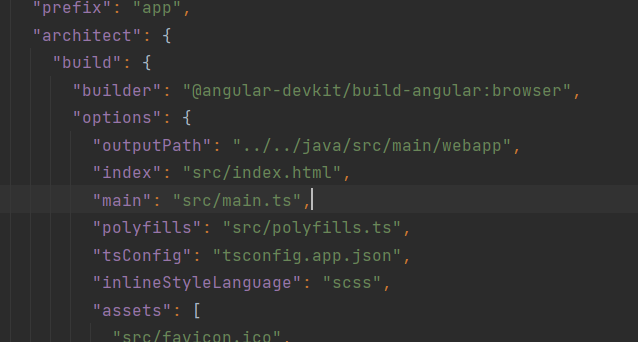 "prefix": "app",
"architect": {
"build": {
"builder": "@angular-devkit/build-angular:browser",
"options": {
"outputPath": "../../java/src/main/webapp",
"index": "src/index.html",
"main": "src/main.ts",
"polyfills": "src/polyfills.ts",
"tsConfig": "tsconfig.app.json",
"inlineStyleLanguage": "scss",
"assets": [
"src/favicon.ico",